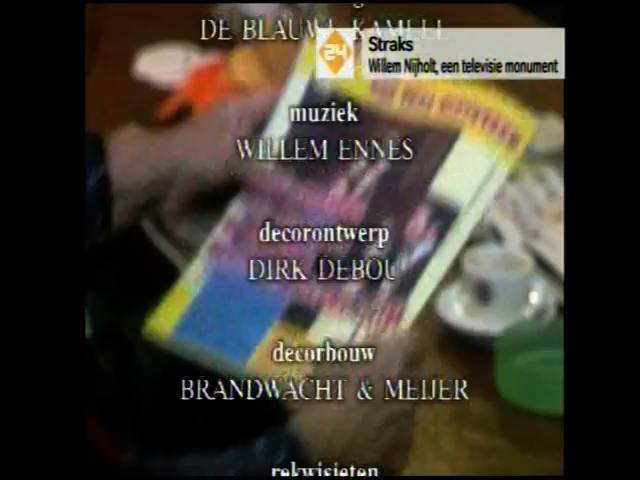 DE BLAUWE KAMELL
24
Straks
Willem Nijholt, een televisie monument
muziek
WILLEM ENNES
decorontwerp
DIRK DEBOU
decorbouw
BRANDWACHT & MEIJER
rekwisieten